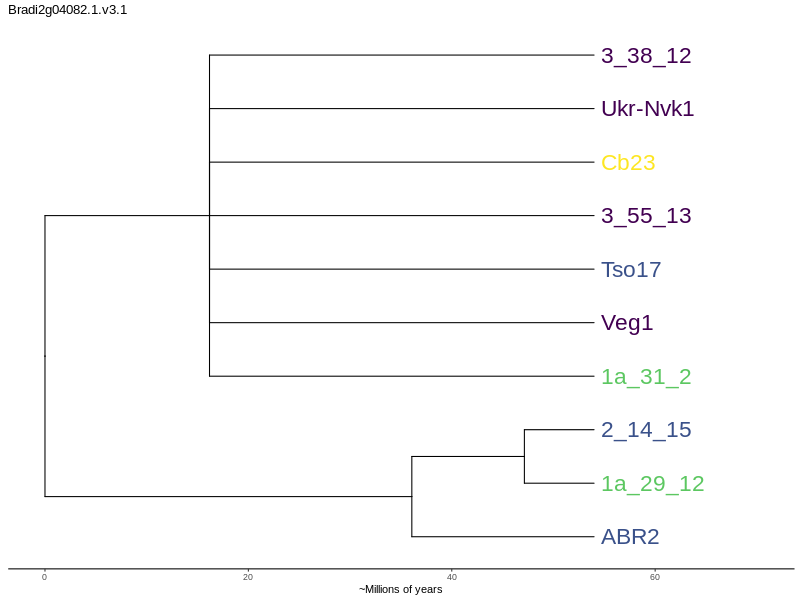 Bradi2g04082.1.v3.1
3_38_12
Ukr-Nvk1
Cb23
3_55_13
Tso17
Veg1
1a_31_2
2_14_15
1a_29_12
ABR2
0 20 40 60
~Millions of years